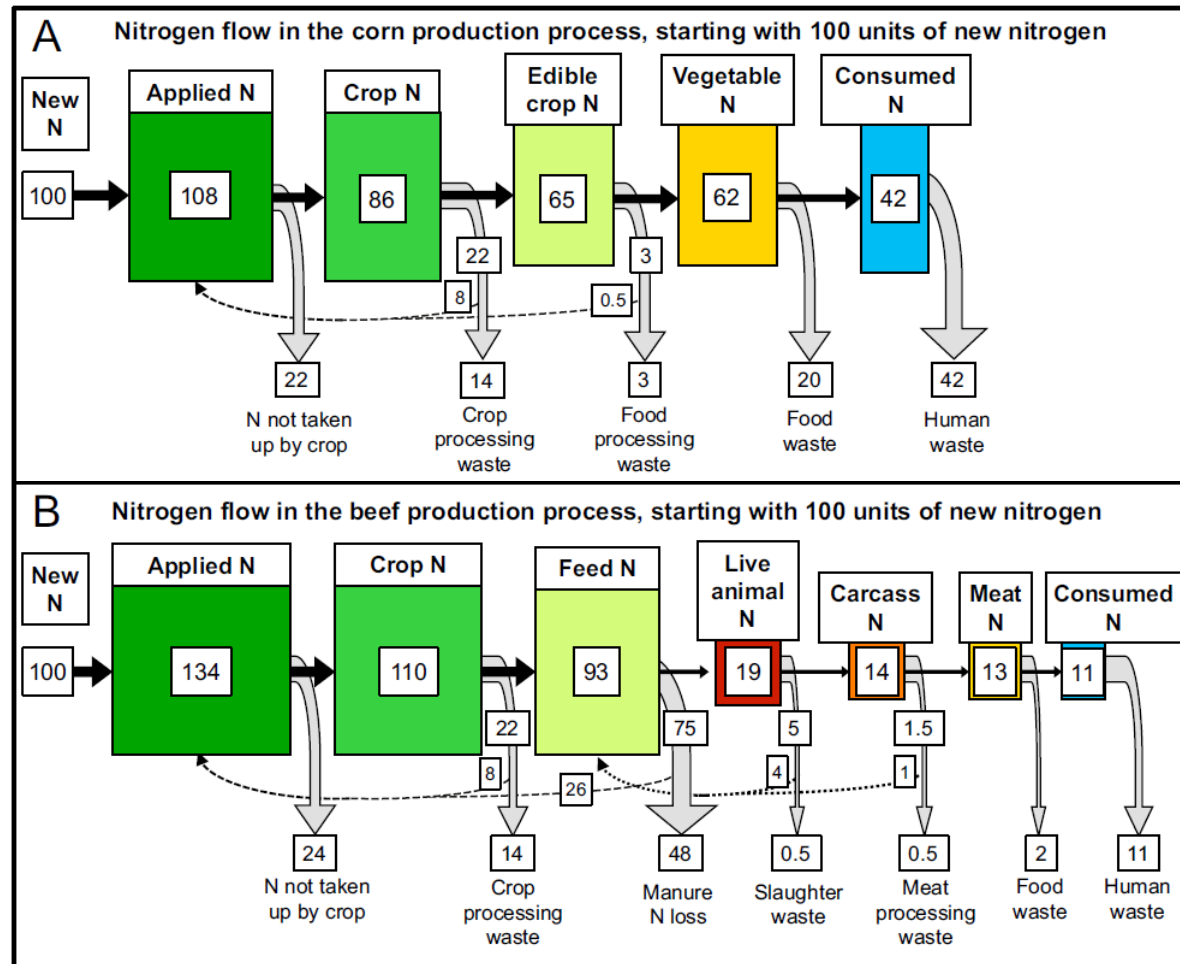 A
Nitrogen flow in the corn production process, starting with 100 units of new nitrogen
New
N
Applied N
Crop N
Edible
crop N
Vegetable
N
Consumed
N
100
108
86
65
62
42
22
3
8
0.5
22
14
3
20
42
N not taken
up by crop
Crop
processing
waste
Food
processing
waste
Food
waste
Human
waste
B
Nitrogen flow in the beef production process, starting with 100 units of new nitrogen
New
N
Applied N
Crop N
Feed N
Live
animal
N
Carcass
N
Meat
N
Consumed
N
100
134
110
93
19
14
13
11
22
75
5
1.5
8
26
4
1
24
14
48
0.5
0.5
2
11
N not taken
up by crop
Crop
processing
waste
Manure
N loss
Slaughter
waste
Meat
processing
waste
Food
waste
Human
waste